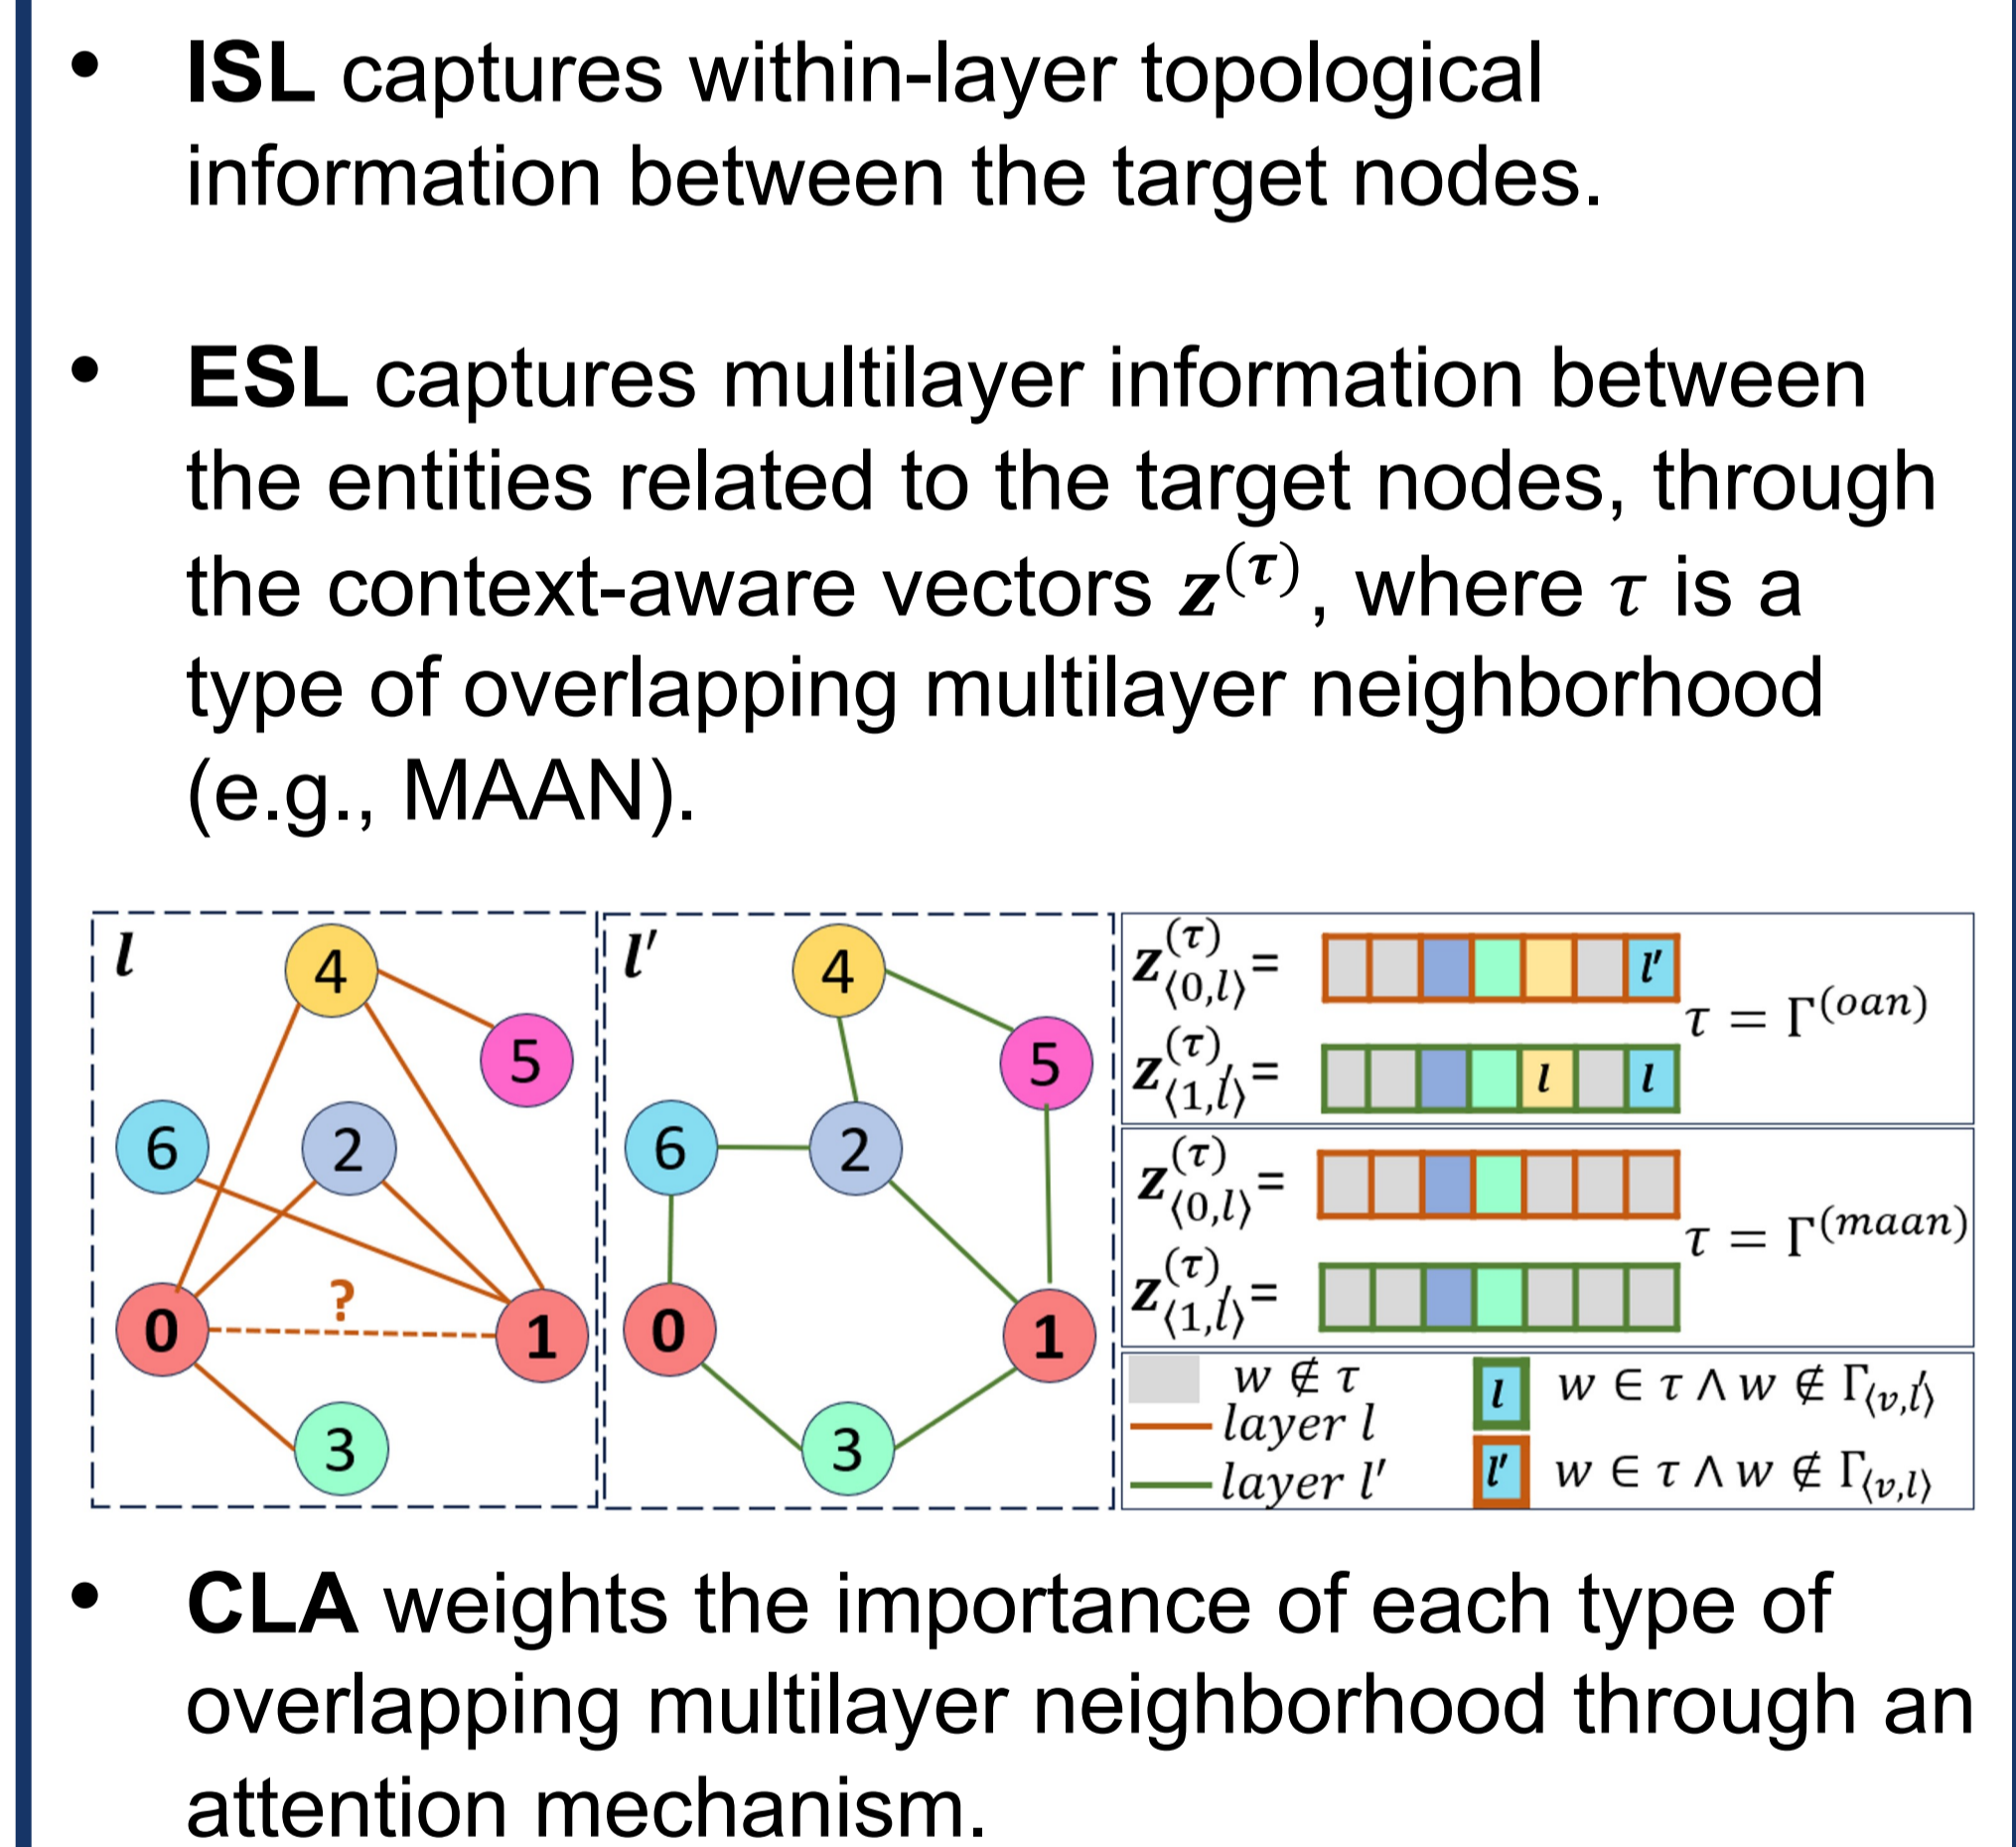 • ISL captures within-layer topological
information between the target nodes.
• ESL captures multilayer information between
the entities related to the target nodes, through
the context-aware vectors z^(τ), where τ is a
type of overlapping multilayer neighborhood
(e.g., MAAN).
l
4
5
6
2
?
0
1
3
l′
4
5
6
2
0
1
3
z^(τ)_⟨0,l⟩ = l′
z^(τ)_⟨1,l′⟩ = l l
τ = Γ^(oan)
z^(τ)_⟨0,l⟩ =
z^(τ)_⟨1,l′⟩ =
τ = Γ^(maan)
w ∉ τ
layer l
layer l′
l w ∈ τ ∧ w ∉ Γ_⟨v,l′⟩
l′ w ∈ τ ∧ w ∉ Γ_⟨v,l⟩
• CLA weights the importance of each type of
overlapping multilayer neighborhood through an
attention mechanism.